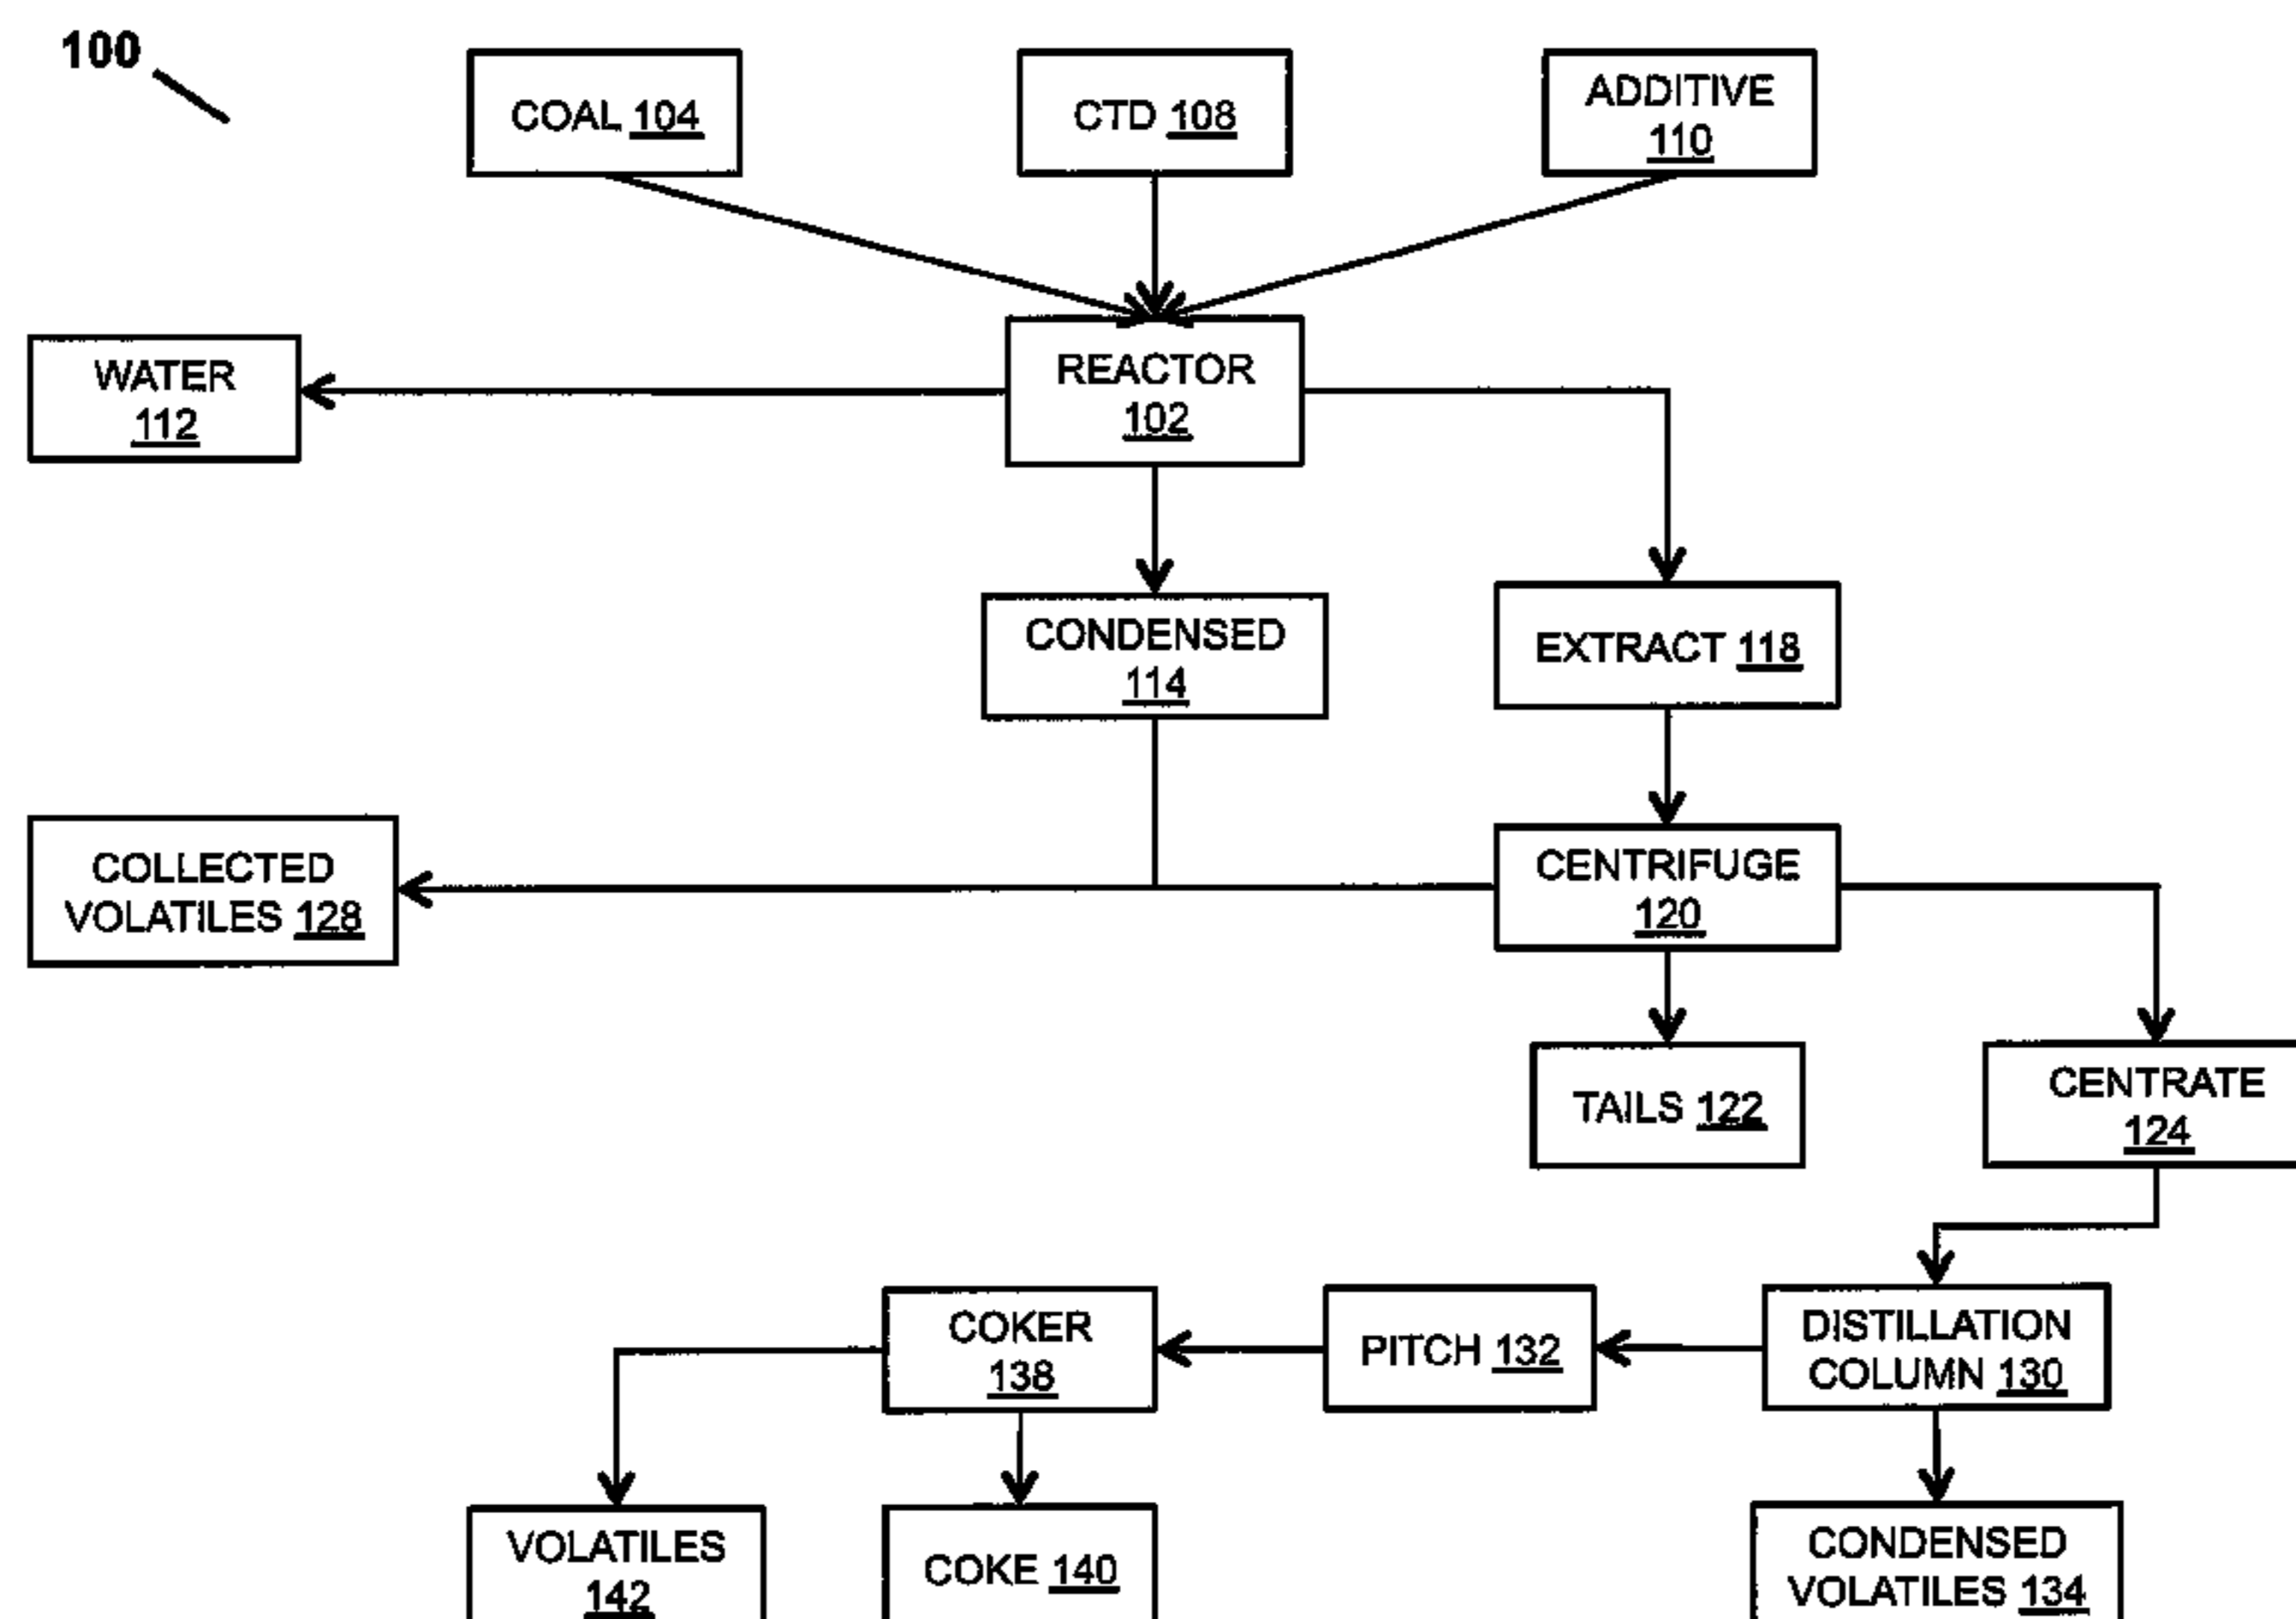 100
COAL 104
CTD 108
ADDITIVE
110
WATER
112
REACTOR
102
CONDENSED
114
EXTRACT 118
COLLECTED
VOLATILES 128
CENTRIFUGE
120
TAILS 122
CENTRATE
124
COKER
138
PITCH 132
DISTILLATION
COLUMN 130
VOLATILES
142
COKE 140
CONDENSED
VOLATILES 134